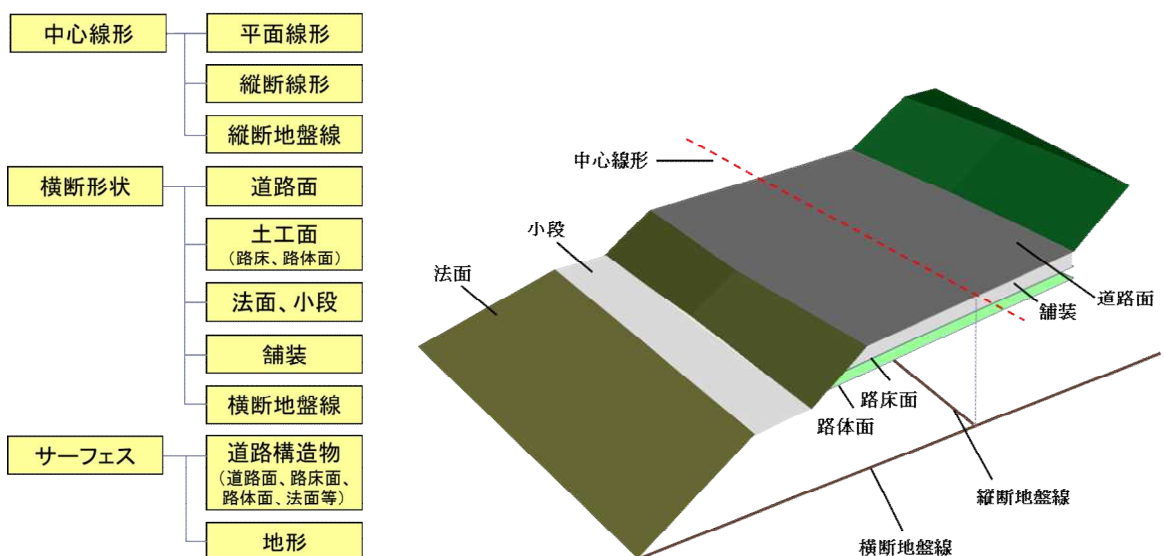 中心線形
平面線形
縦断線形
縦断地盤線
横断形状
道路面
土工面
(路床、路体面)
法面、小段
舗装
横断地盤線
サーフェス
道路構造物
(道路面、路床面、
路体面、法面等)
地形
中心線形
小段
法面
道路面
舗装
路床面
路体面
縦断地盤線
横断地盤線